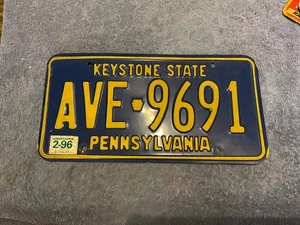 KEYSTONE STATE
AVE 9691
2-96
PENNSYLVANIA